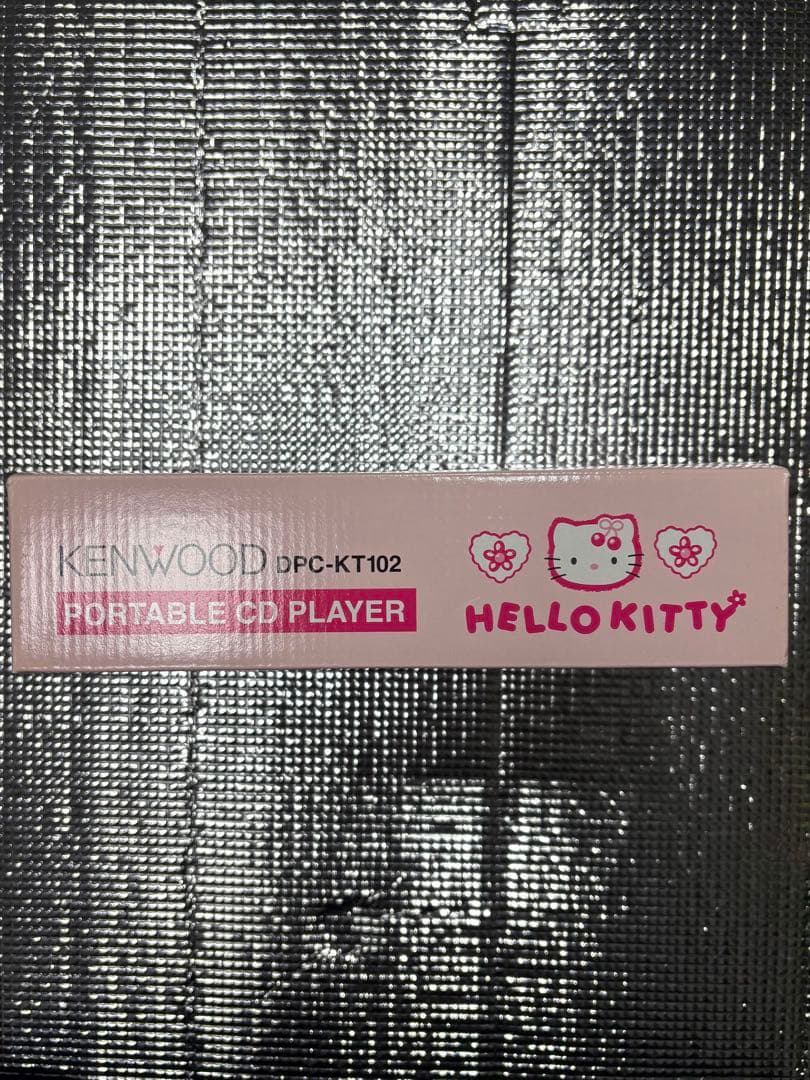 KENWOOD DPC-KT102
PORTABLE CD PLAYER
HELLO KITTY